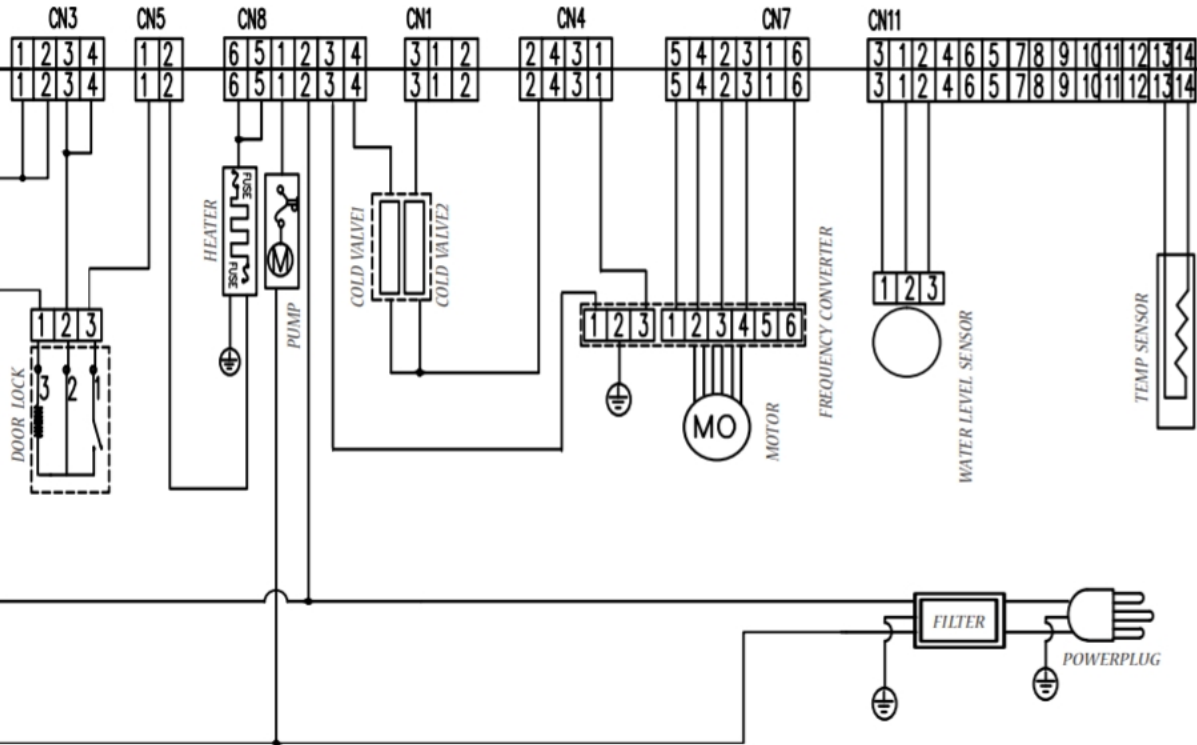 CN3 CN5 CN8 CN1 CN4 CN7 CN11
1 2 3 4 1 2 6 5 1 2 3 4 3 1 2 2 4 3 1 5 4 2 3 1 6 3 1 2 4 6 5 7 8 9 10 11 12 13 14
1 2 3 4 1 2 6 5 1 2 3 4 3 1 2 2 4 3 1 5 4 2 3 1 6 3 1 2 4 6 5 7 8 9 10 11 12 13 14
HEATER
FUSE
FUSE
M
PUMP
COLD VALVE1
COLD VALVE2
1 2 3
DOOR LOCK
3 2 1
1 2 3 1 2 3 4 5 6
FREQUENCY CONVERTER
MO
MOTOR
1 2 3
WATER LEVEL SENSOR
TEMP SENSOR
FILTER
POWERPLUG